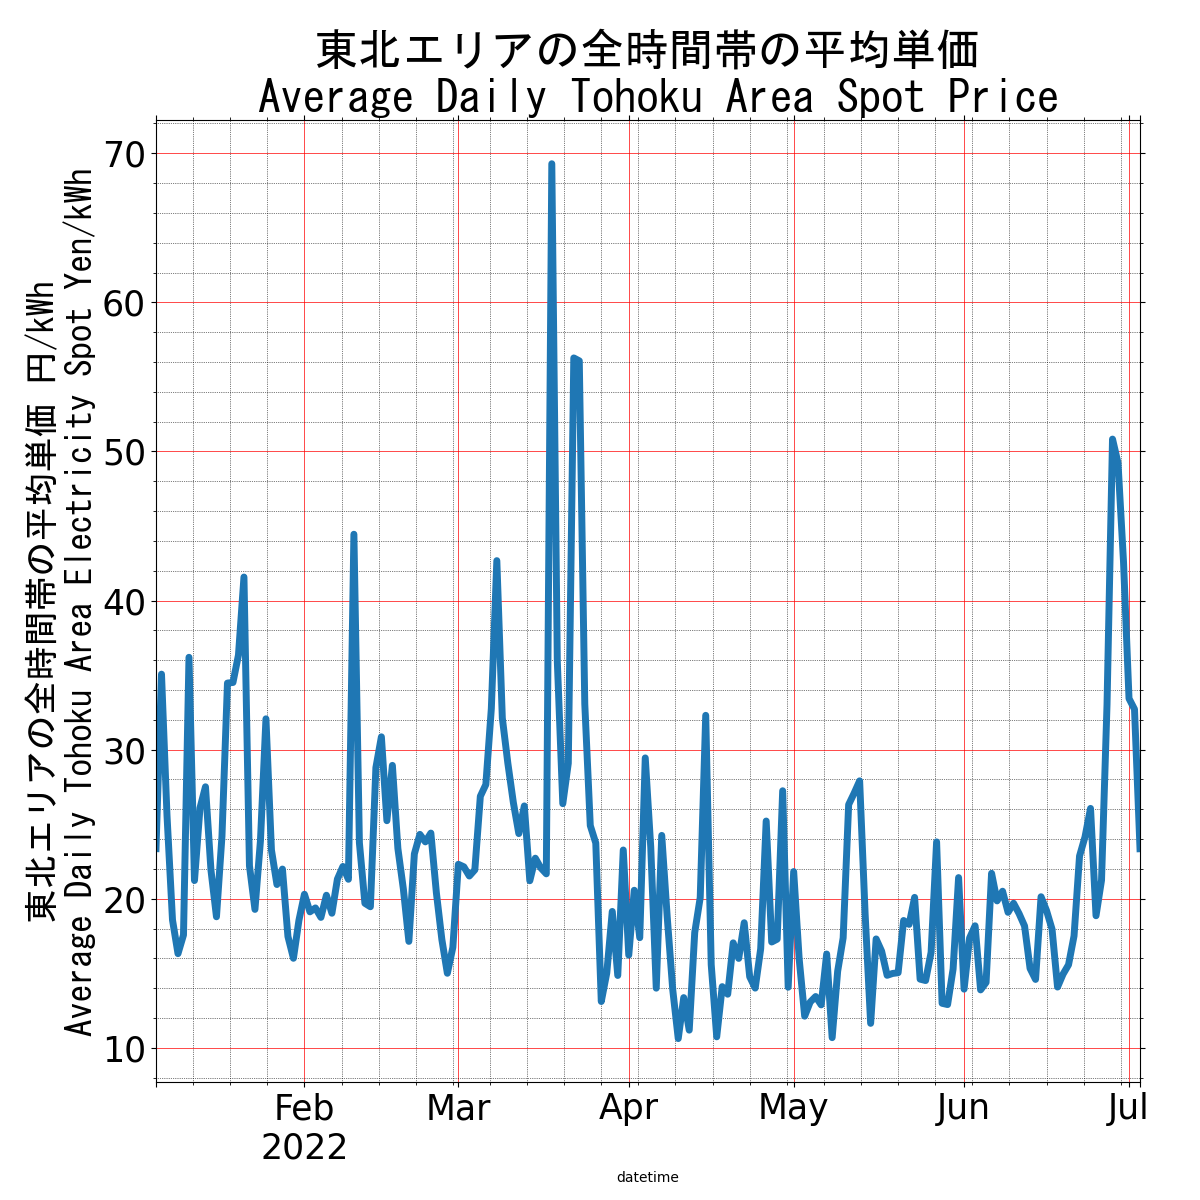 東北エリアの全時間帯の平均単価
Average Daily Tohoku Area Spot Price
東北エリアの全時間帯の平均単価 円/kWh
Average Daily Tohoku Area Electricity Spot Yen/kWh
70
60
50
40
30
20
10
Feb
2022
Mar
Apr
May
Jun
Jul
datetime